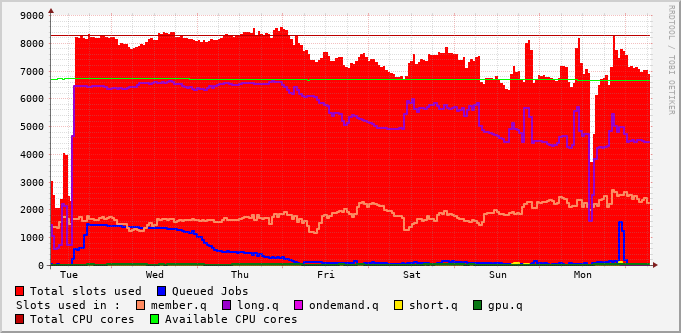 9000
8000
7000
6000
5000
4000
3000
2000
1000
0
Tue Wed Thu Fri Sat Sun Mon
RRDTOOL / TOBI OETIKER
Total slots used Queued Jobs
Slots used in : member.q long.q ondemand.q short.q gpu.q
Total CPU cores Available CPU cores